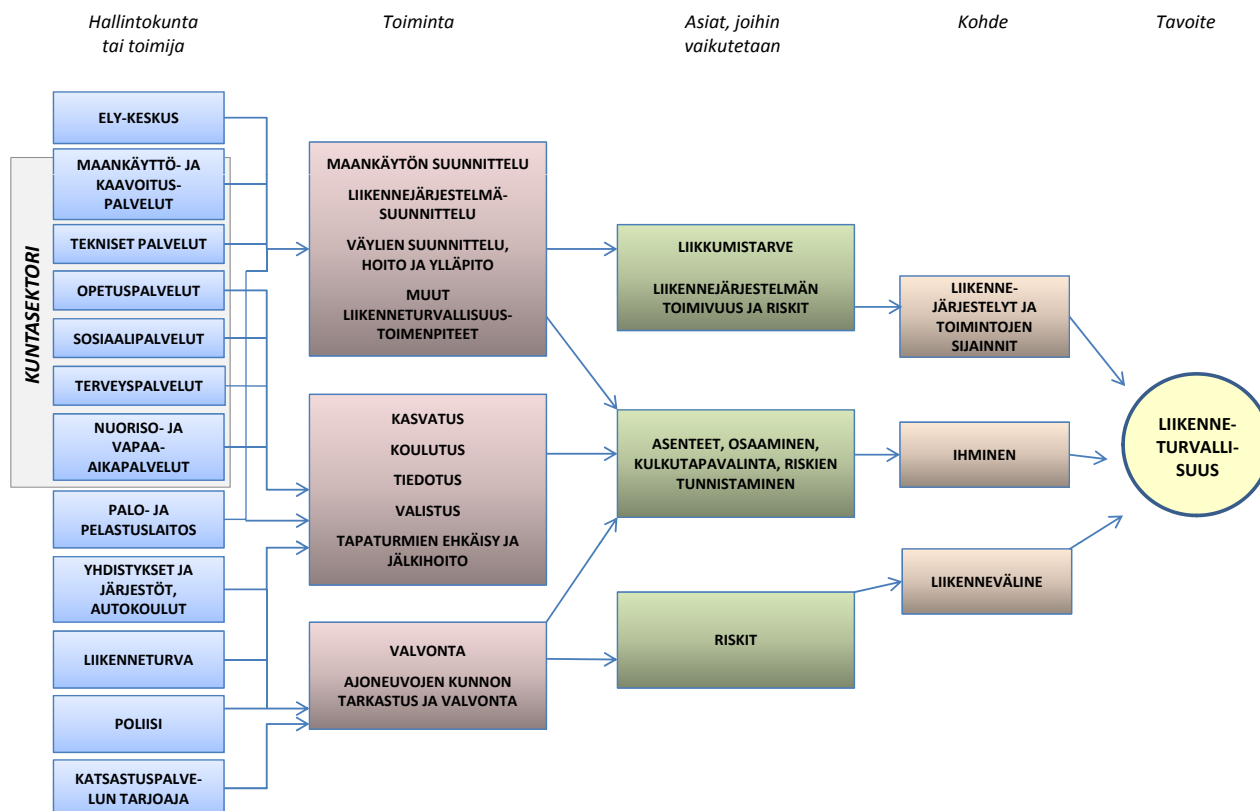 Hallintokunta
tai toimija
Toiminta
Asiat, joihin
vaikutetaan
Kohde
Tavoite
KUNTASEKTORI
ELY-KESKUS
MAANKÄYTTÖ- JA
KAAVOITUS-
PALVELUT
TEKNISET PALVELUT
OPETUSPALVELUT
SOSIAALIPALVELUT
TERVEYSPALVELUT
NUORISO- JA
VAPAA-
AIKAPALVELUT
PALO- JA
PELASTUSLAITOS
YHDISTYKSET JA
JÄRJESTÖT,
AUTOKOULUT
LIIKENNETURVA
POLIISI
KATSASTUSPALVE-
LUN TARJOAJA
MAANKÄYTÖN SUUNNITTELU
LIIKENNEJÄRJESTELMÄ-
SUUNNITTELU
VÄYLIEN SUUNNITTELU,
HOITO JA YLLÄPITO
MUUT
LIIKENNETURVALLISUUS-
TOIMENPITEET
KASVATUS
KOULUTUS
TIEDOTUS
VALISTUS
TAPATURMIEN EHKÄISY JA
JÄLKIHOITO
VALVONTA
AJONEUVOJEN KUNNON
TARKASTUS JA VALVONTA
LIIKKUMISTARVE
LIIKENNEJÄRJESTELMÄN
TOIMIVUUS JA RISKIT
ASENTEET, OSAAMINEN,
KULKUTAPAVALINTA, RISKIEN
TUNNISTAMINEN
RISKIT
LIIKENNE-
JÄRJESTELYT JA
TOIMINTOJEN
SIJAINNIT
IHMINEN
LIIKENNEVÄLINE
LIIKENNE-
TURVALLI-
SUUS